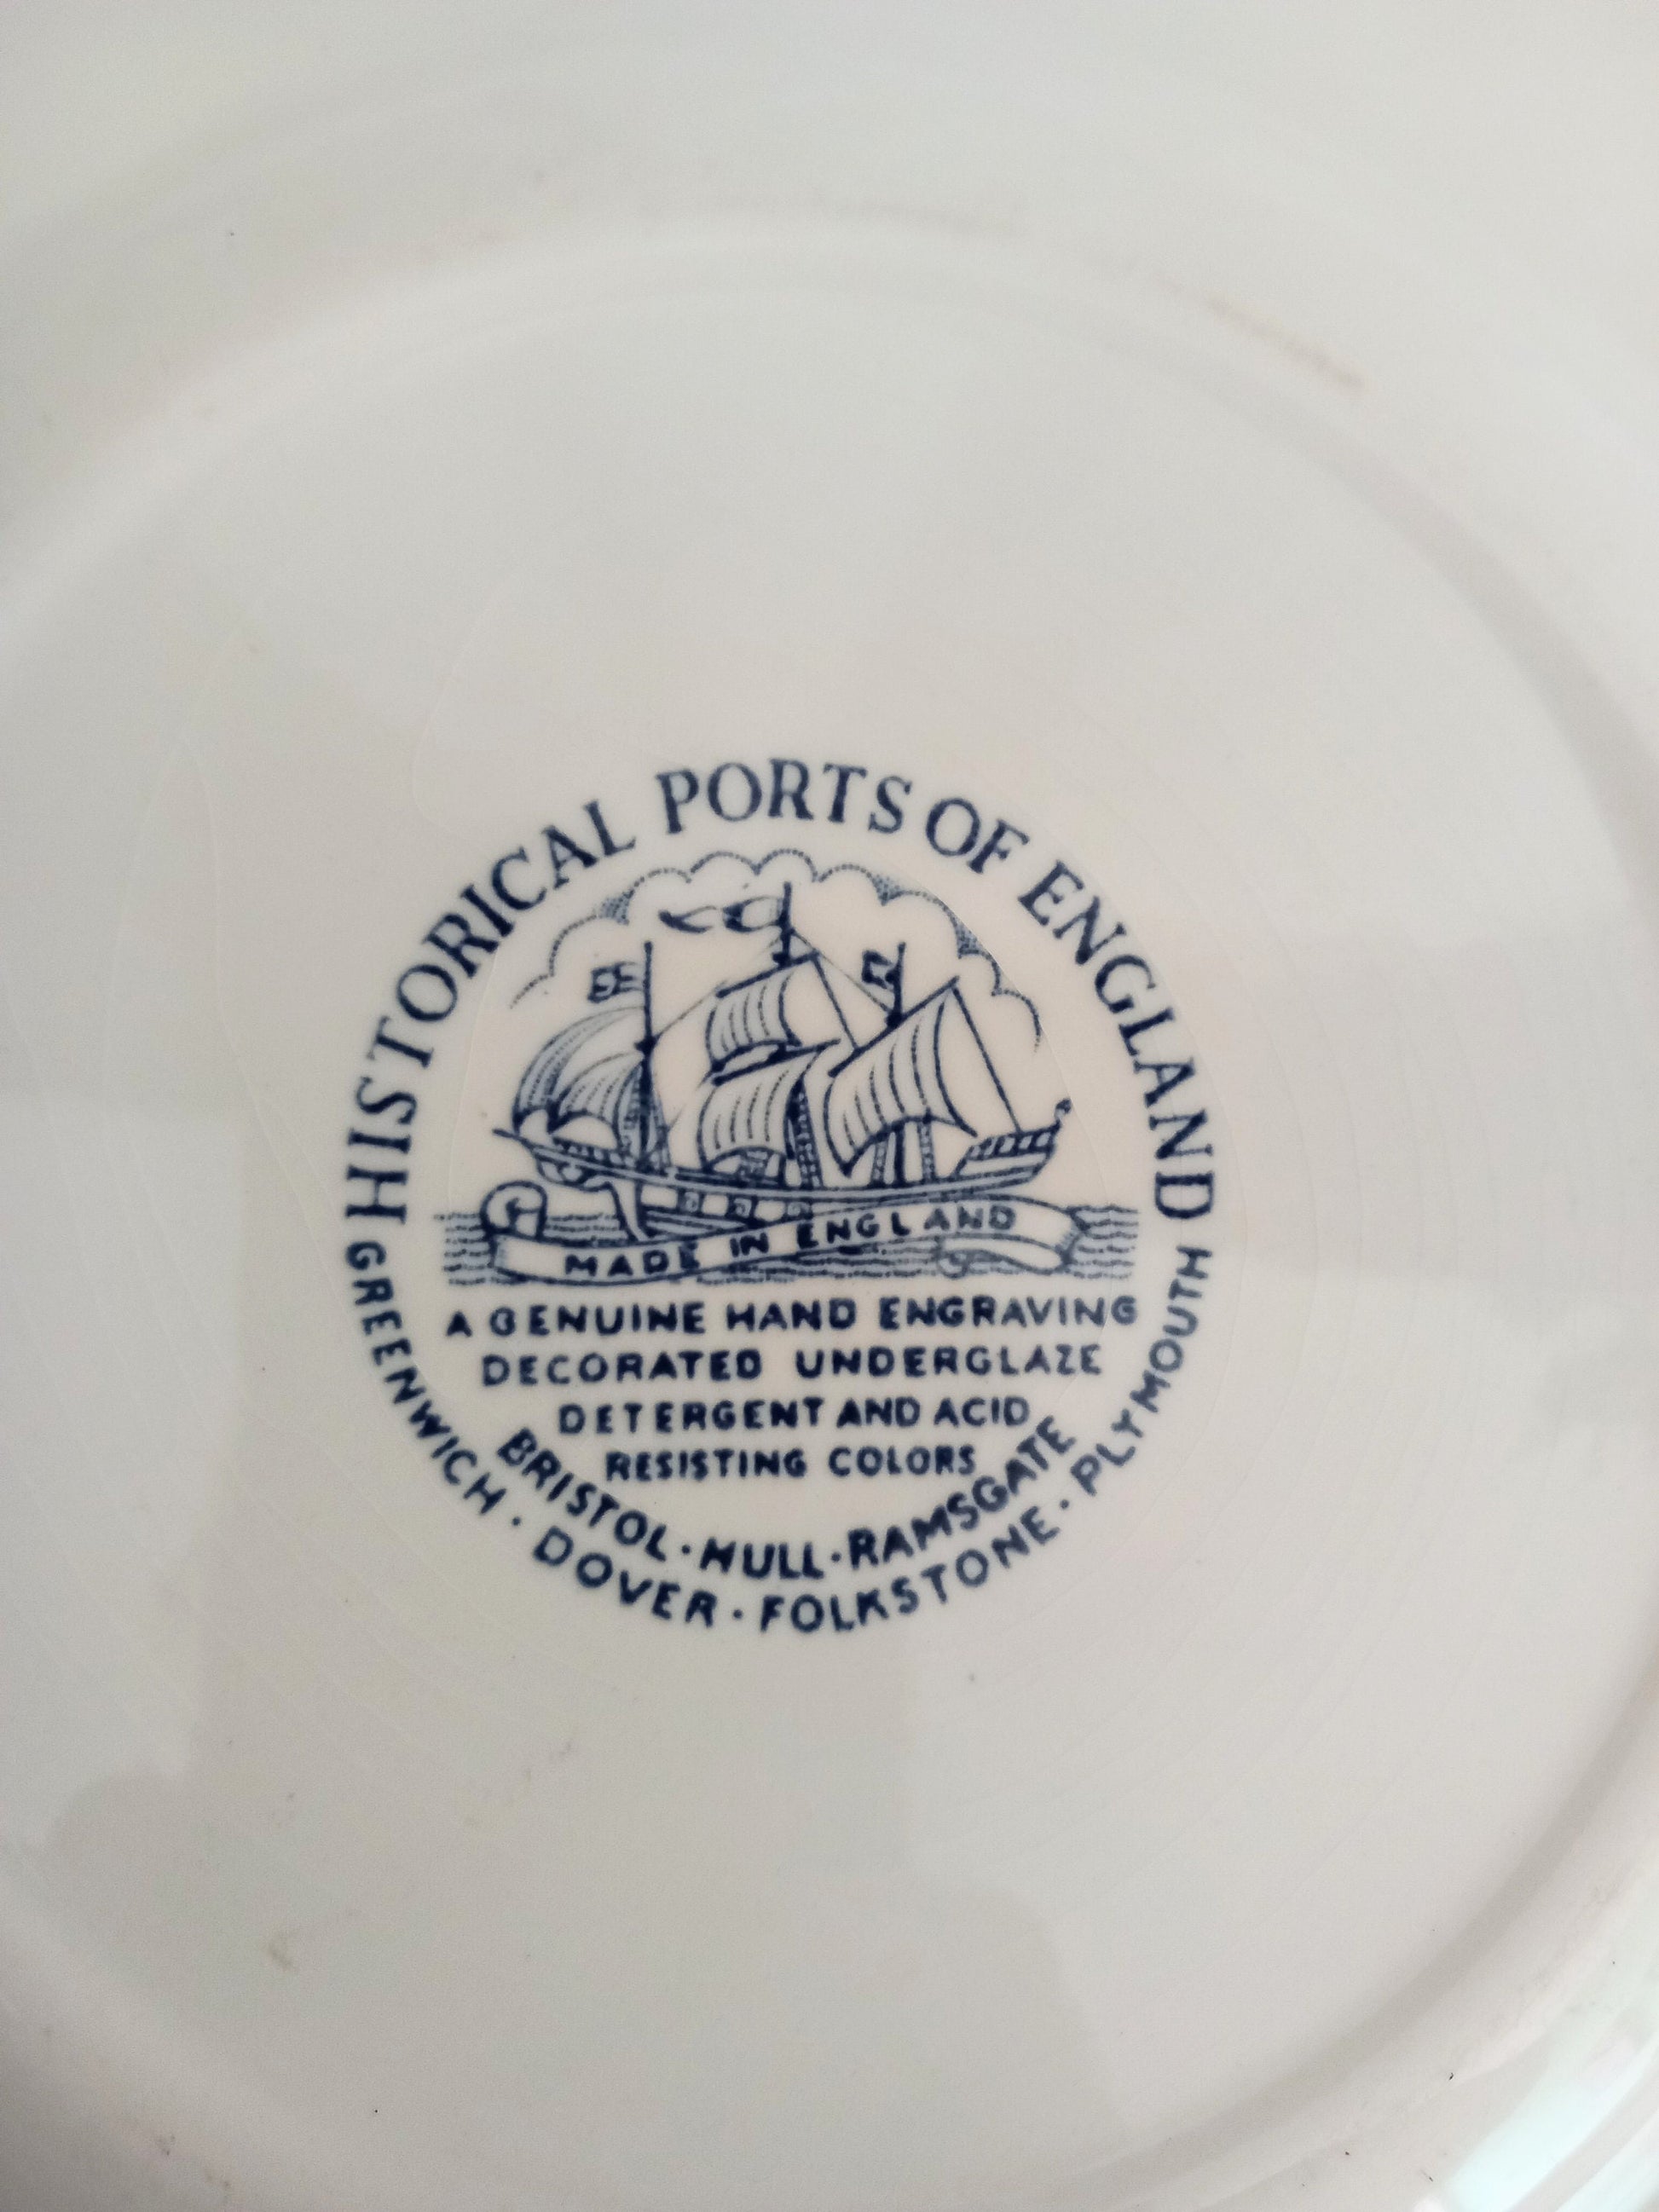 HISTORICAL PORTS OF ENGLAND
MADE IN ENGLAND
A GENUINE HAND ENGRAVING
DECORATED UNDERGLAZE
DETERGENT AND ACID
RESISTING COLORS
BRISTOL · HULL · RAMSGATE
GREENWICH · DOVER · FOLKSTONE · PLYMOUTH